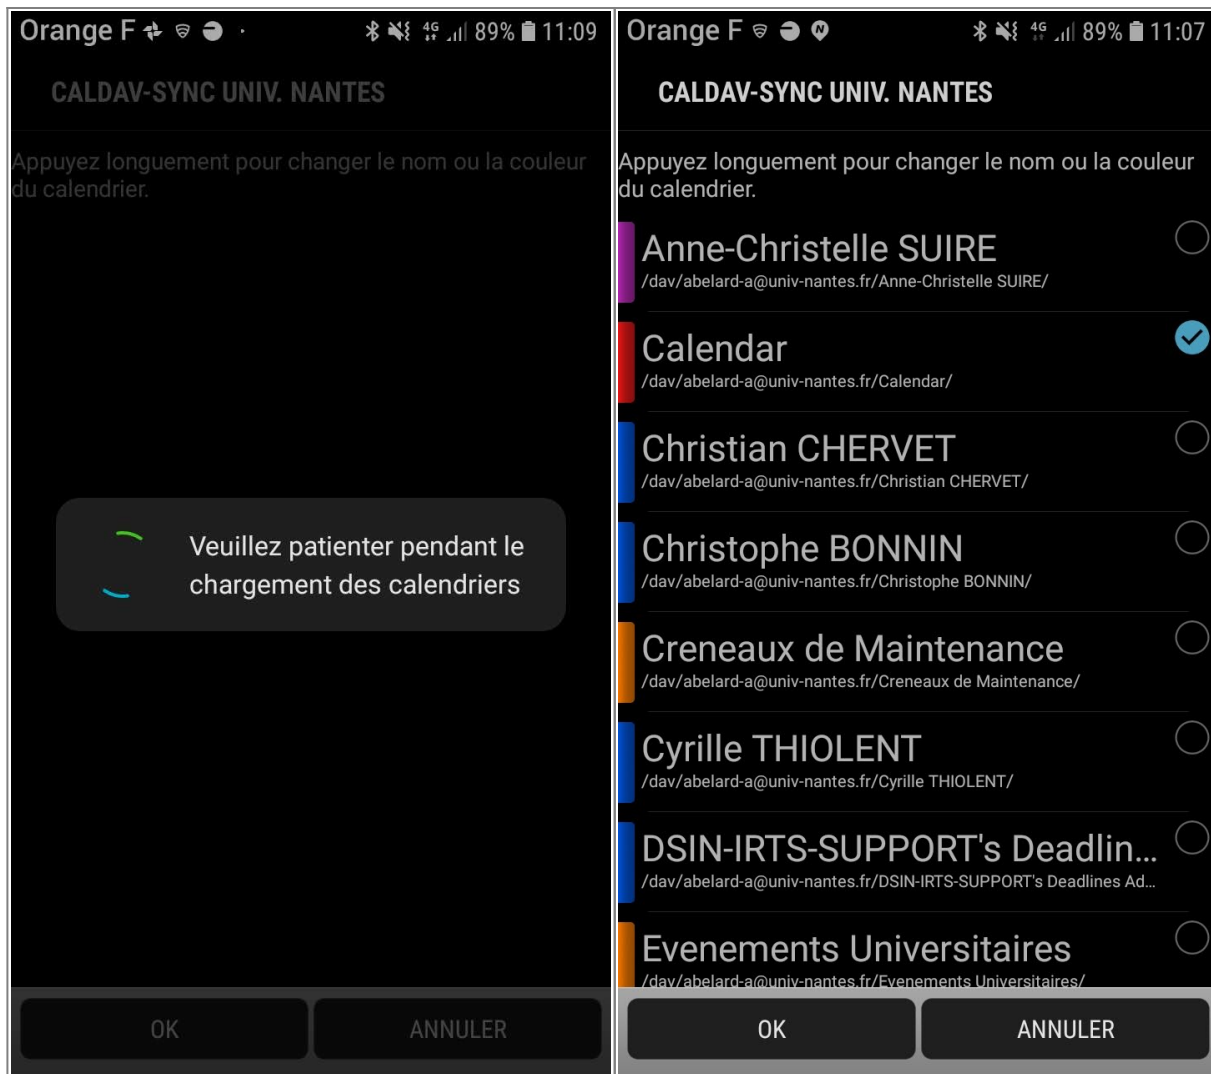 Orange F 4G 89% 11:09
CALDAV-SYNC UNIV. NANTES
Appuyez longuement pour changer le nom ou la couleur
du calendrier.
Veuillez patienter pendant le
chargement des calendriers
OK
ANNULER
Orange F N 4G 89% 11:07
CALDAV-SYNC UNIV. NANTES
Appuyez longuement pour changer le nom ou la couleur
du calendrier.
Anne-Christelle SUIRE
/dav/abelard-a@univ-nantes.fr/Anne-Christelle SUIRE/
Calendar
/dav/abelard-a@univ-nantes.fr/Calendar/
Christian CHERVET
/dav/abelard-a@univ-nantes.fr/Christian CHERVET/
Christophe BONNIN
/dav/abelard-a@univ-nantes.fr/Christophe BONNIN/
Creneaux de Maintenance
/dav/abelard-a@univ-nantes.fr/Creneaux de Maintenance/
Cyrille THIOLENT
/dav/abelard-a@univ-nantes.fr/Cyrille THIOLENT/
DSIN-IRTS-SUPPORT's Deadlin...
/dav/abelard-a@univ-nantes.fr/DSIN-IRTS-SUPPORT's Deadlines Ad...
Evenements Universitaires
/dav/abelard-a@univ-nantes.fr/Evenements Universitaires/
OK
ANNULER